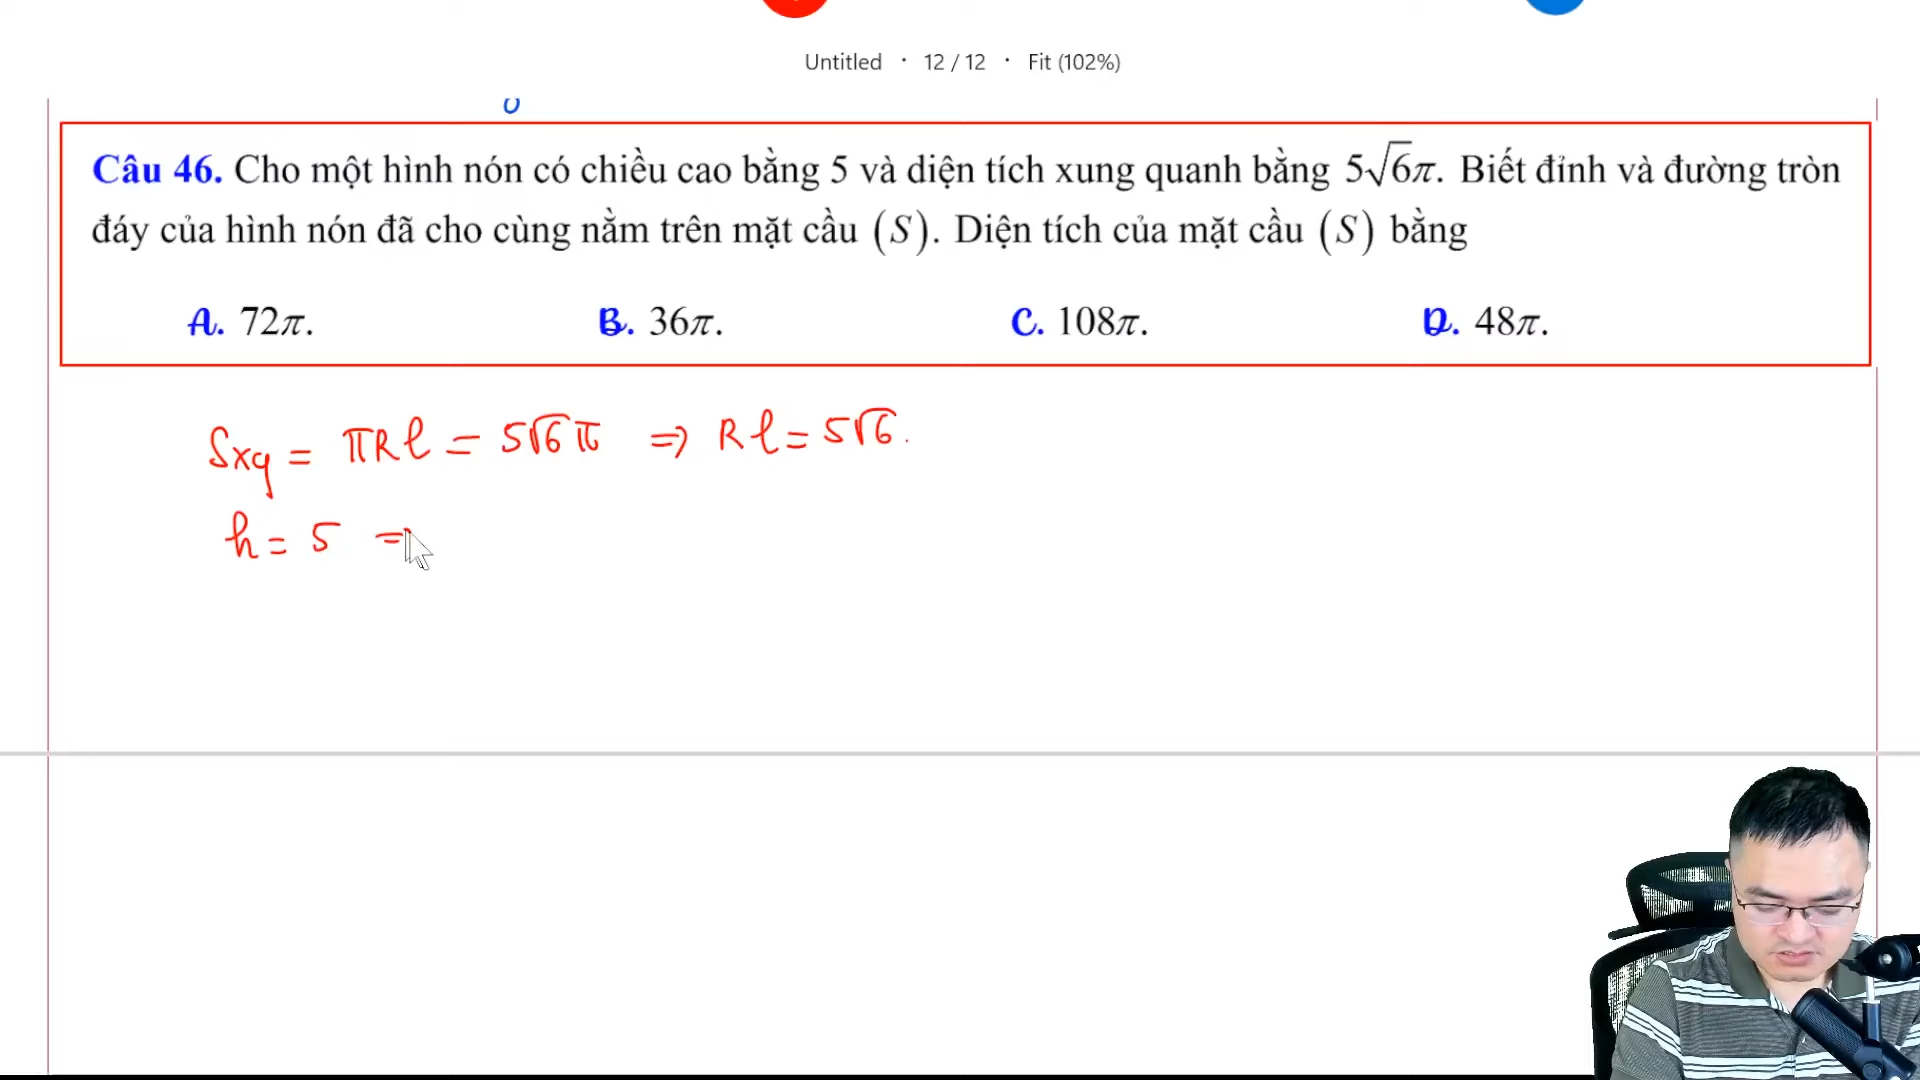 Untitled · 12 / 12 · Fit (102%)
Câu 46. Cho một hình nón có chiều cao bằng 5 và diện tích xung quanh bằng 5√6π. Biết đỉnh và đường tròn
đáy của hình nón đã cho cùng nằm trên mặt cầu (S). Diện tích của mặt cầu (S) bằng
A. 72π. B. 36π. C. 108π. D. 48π.
Sxq = πRl = 5√6 π ⇒ Rl = 5√6.
h = 5 =